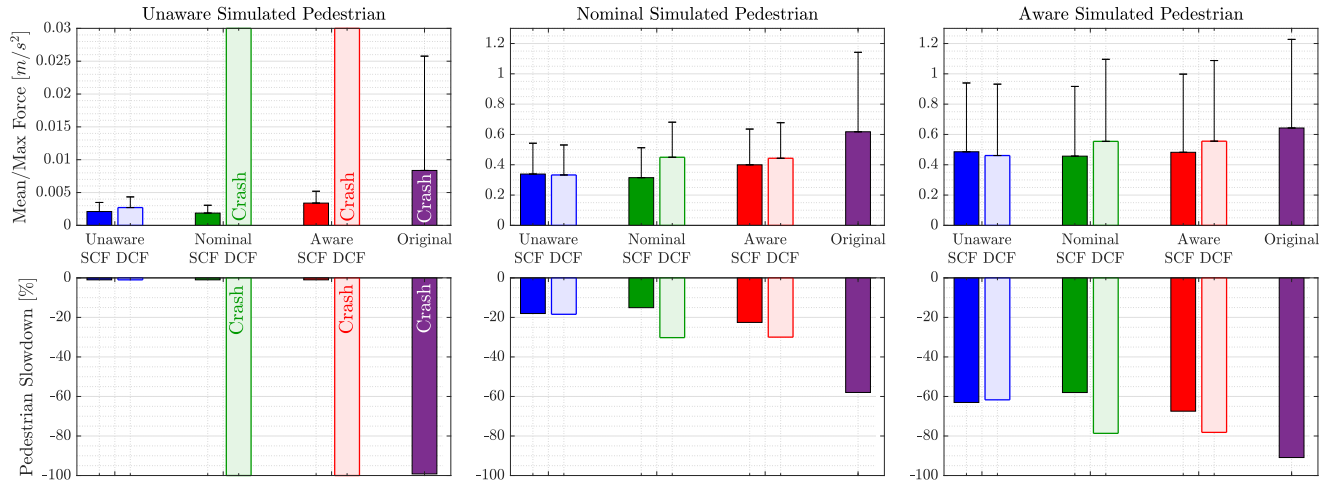 Unaware Simulated Pedestrian
Nominal Simulated Pedestrian
Aware Simulated Pedestrian
Mean/Max Force [m/s²]
0.03
0.025
0.02
0.015
0.01
0.005
0
Crash
Crash
Crash
Unaware
SCF DCF
Nominal
SCF DCF
Aware
SCF DCF
Original
1.2
1
0.8
0.6
0.4
0.2
0
Unaware
SCF DCF
Nominal
SCF DCF
Aware
SCF DCF
Original
1.2
1
0.8
0.6
0.4
0.2
0
Unaware
SCF DCF
Nominal
SCF DCF
Aware
SCF DCF
Original
Pedestrian Slowdown [%]
0
-20
-40
-60
-80
-100
Crash
Crash
Crash
0
-20
-40
-60
-80
-100
0
-20
-40
-60
-80
-100